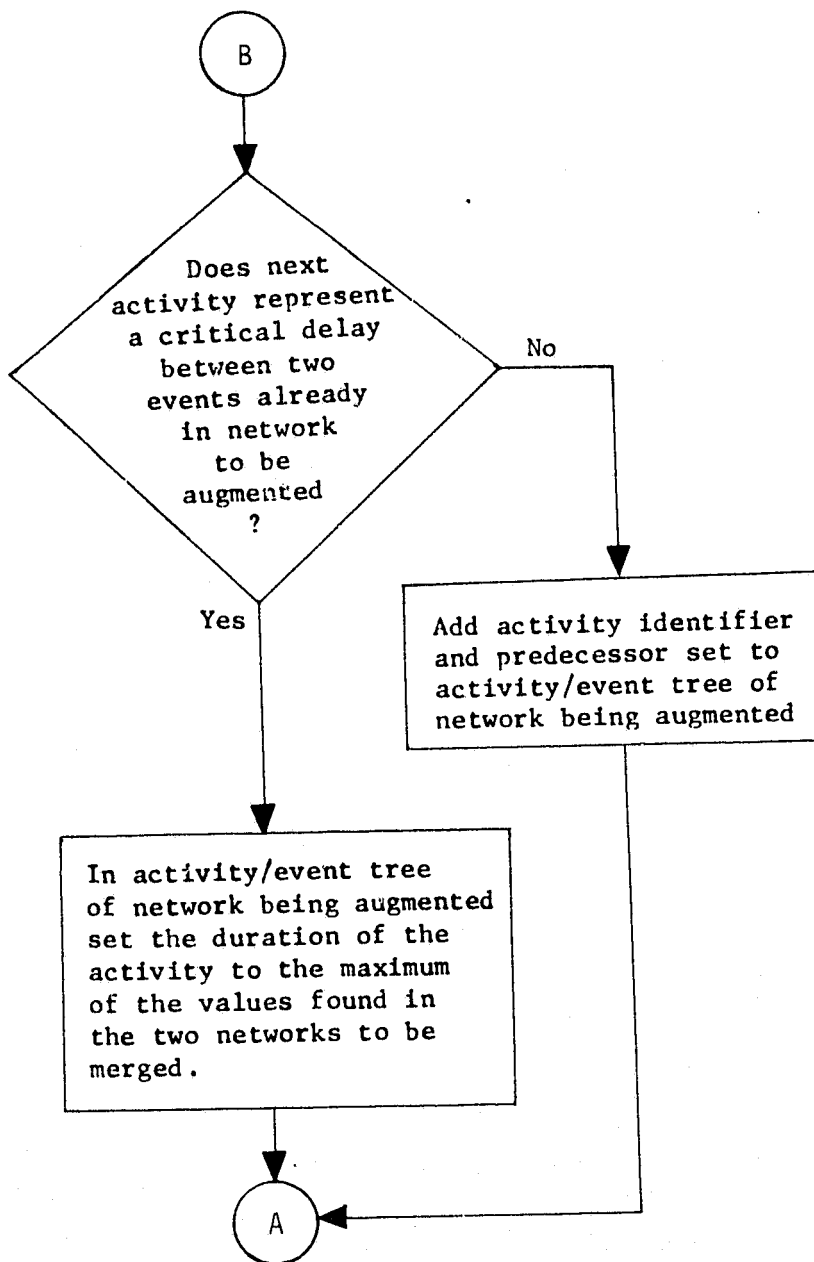 B
Does next
activity represent
a critical delay
between two
events already
in network
to be
augmented
?
No
Yes
Add activity identifier
and predecessor set to
activity/event tree of
network being augmented
In activity/event tree
of network being augmented
set the duration of the
activity to the maximum
of the values found in
the two networks to be
merged.
A